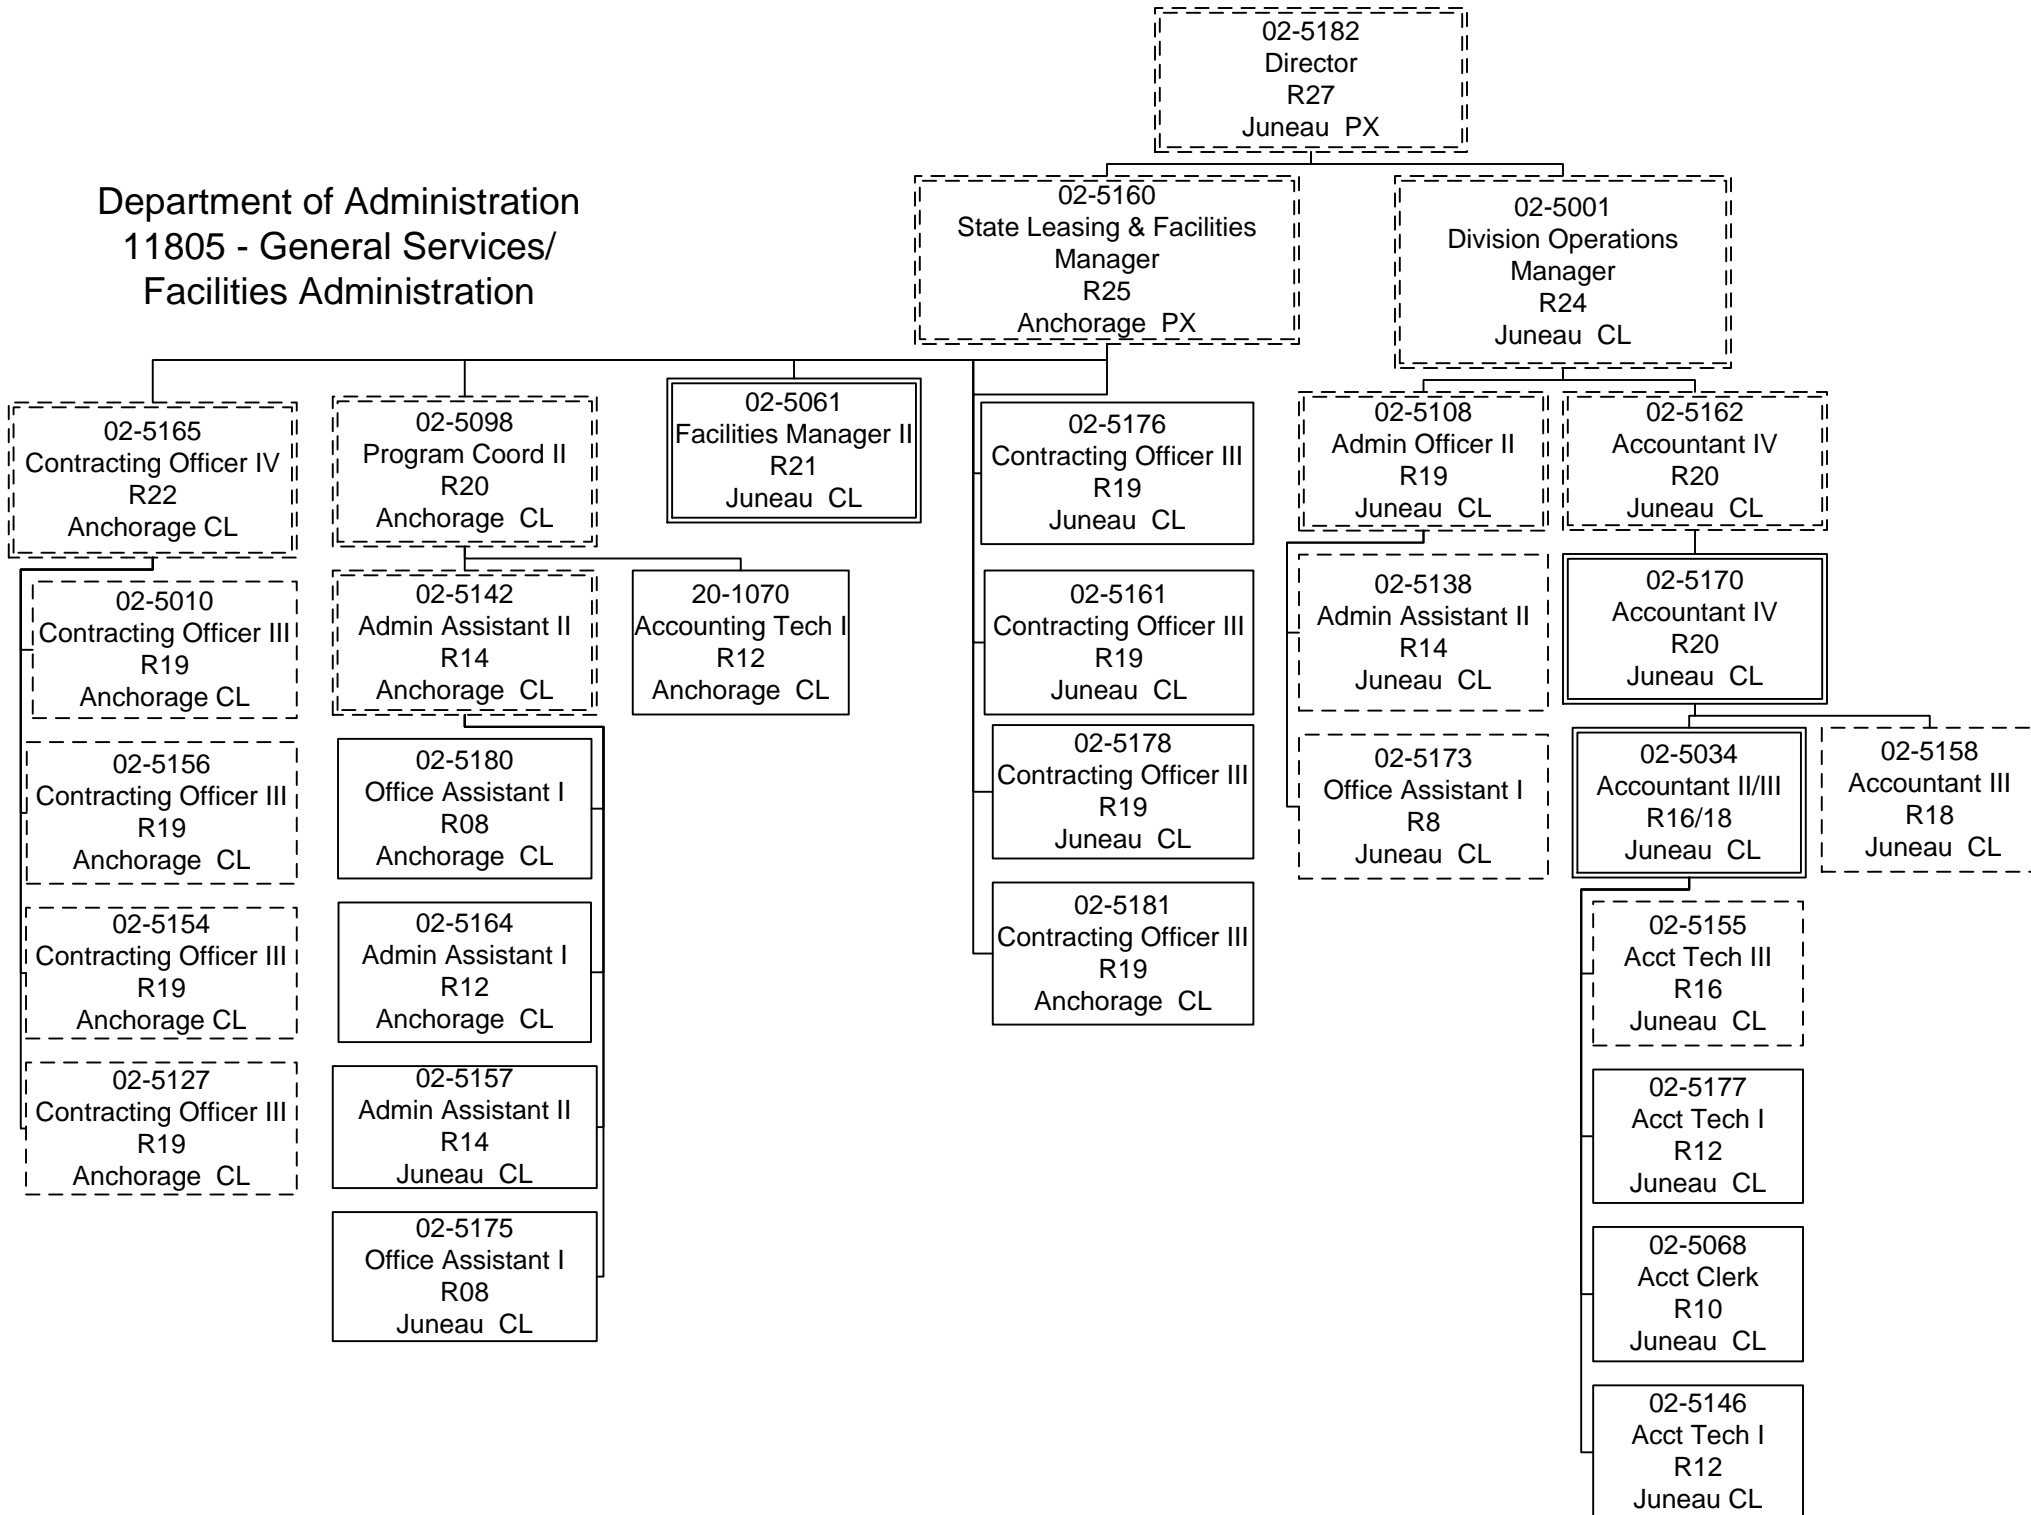 02-5182
Director
R27
Juneau  PX
Department of Administration
11805 - General Services/
Facilities Administration
02-5160
State Leasing & Facilities
Manager
R25
Anchorage  PX
02-5001
Division Operations
Manager
R24
Juneau  CL
02-5165
Contracting Officer IV
R22
Anchorage CL
02-5098
Program Coord II
R20
Anchorage  CL
02-5061
Facilities Manager II
R21
Juneau  CL
02-5176
Contracting Officer III
R19
Juneau  CL
02-5108
Admin Officer II
R19
Juneau  CL
02-5162
Accountant IV
R20
Juneau  CL
02-5010
Contracting Officer III
R19
Anchorage CL
02-5142
Admin Assistant II
R14
Anchorage  CL
20-1070
Accounting Tech I
R12
Anchorage  CL
02-5161
Contracting Officer III
R19
Juneau  CL
02-5138
Admin Assistant II
R14
Juneau  CL
02-5170
Accountant IV
R20
Juneau  CL
02-5156
Contracting Officer III
R19
Anchorage  CL
02-5180
Office Assistant I
R08
Anchorage  CL
02-5178
Contracting Officer III
R19
Juneau  CL
02-5173
Office Assistant I
R8
Juneau  CL
02-5034
Accountant II/III
R16/18
Juneau  CL
02-5158
Accountant III
R18
Juneau  CL
02-5154
Contracting Officer III
R19
Anchorage CL
02-5164
Admin Assistant I
R12
Anchorage  CL
02-5181
Contracting Officer III
R19
Anchorage  CL
02-5155
Acct Tech III
R16
Juneau  CL
02-5127
Contracting Officer III
R19
Anchorage  CL
02-5157
Admin Assistant II
R14
Juneau  CL
02-5177
Acct Tech I
R12
Juneau  CL
02-5175
Office Assistant I
R08
Juneau  CL
02-5068
Acct Clerk
R10
Juneau  CL
02-5146
Acct Tech I
R12
Juneau CL